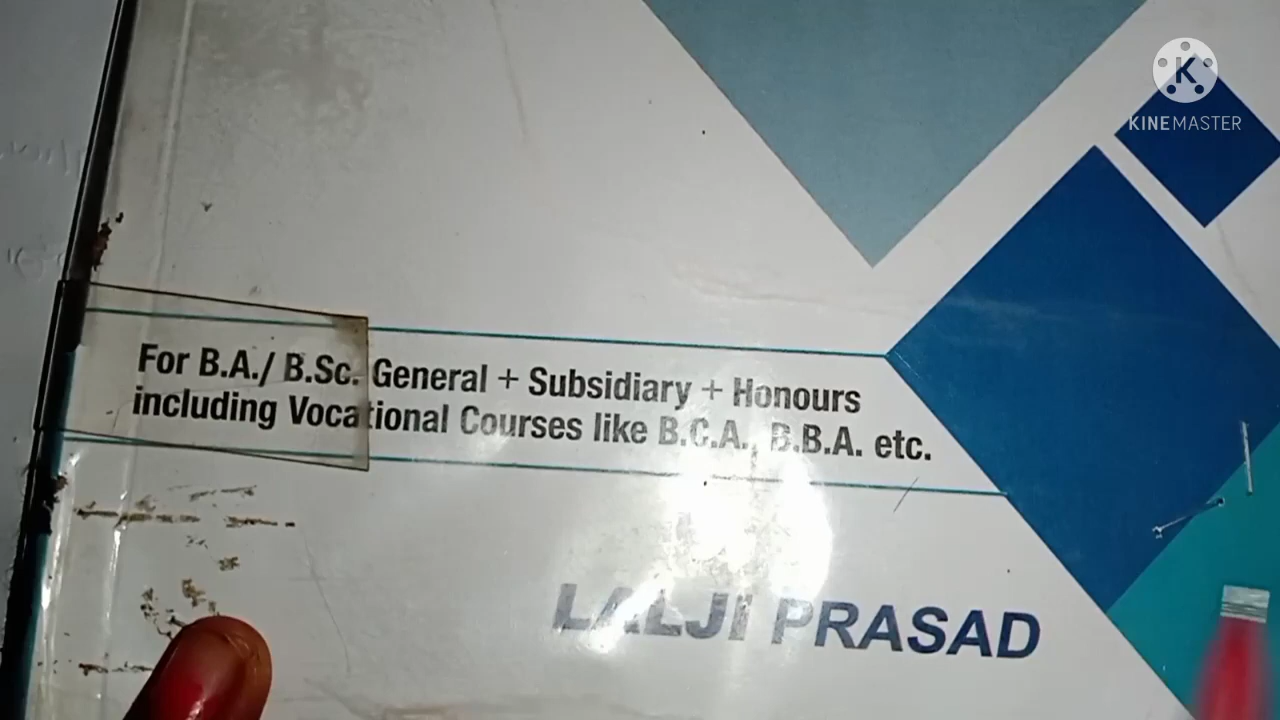 K
KINEMASTER
For B.A./ B.Sc. General + Subsidiary + Honours
including Vocational Courses like B.C.A., B.B.A. etc.
LALJI PRASAD